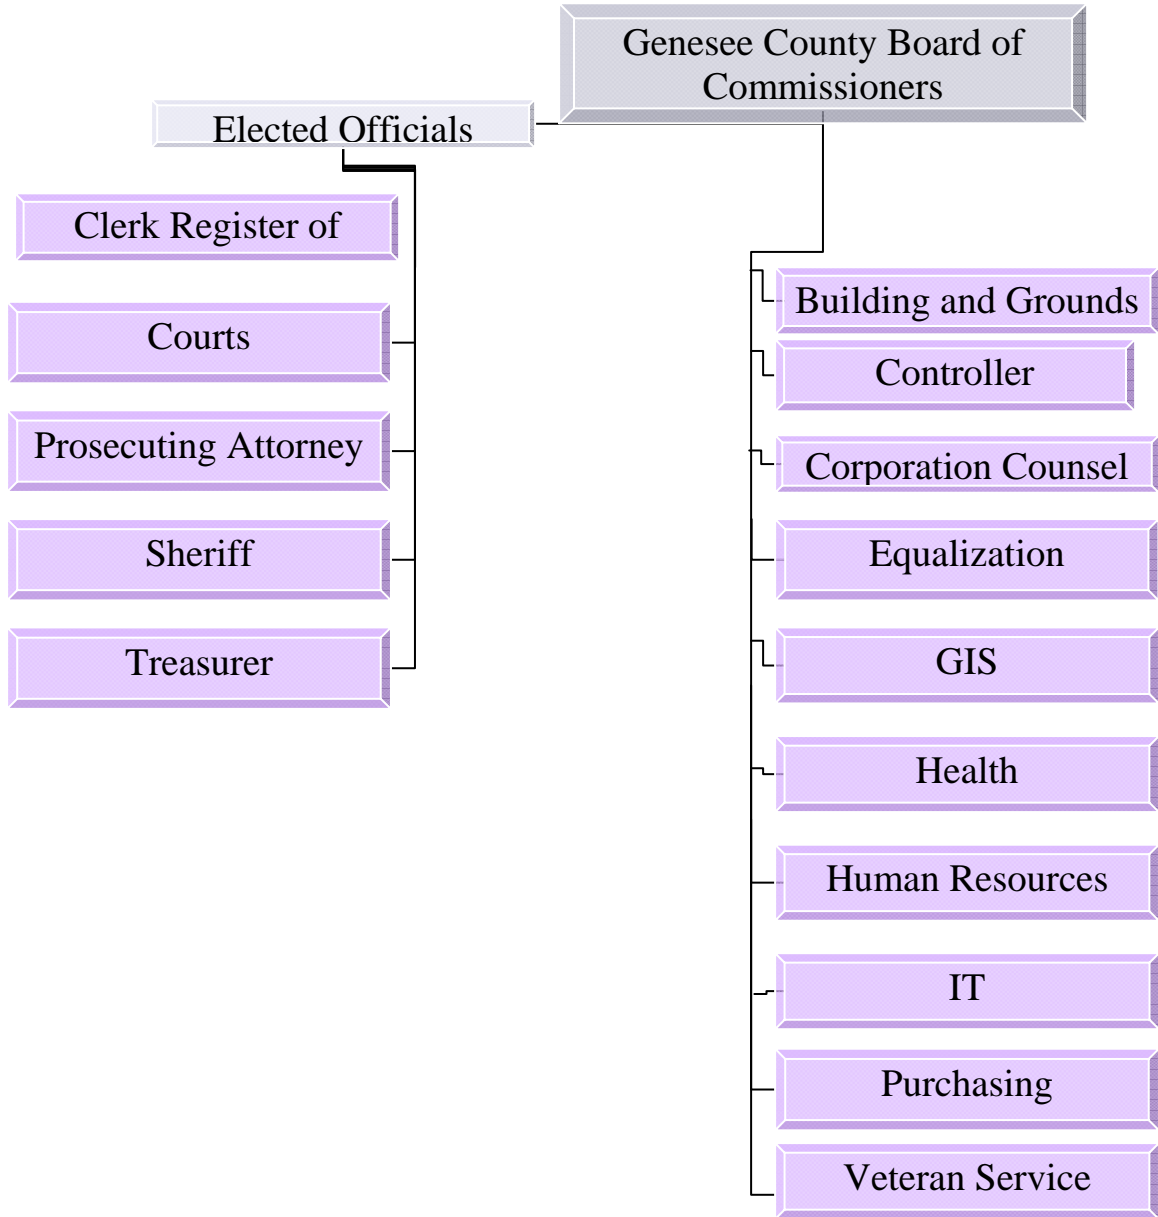 Genesee County Board of
Commissioners
Elected Officials
Clerk Register of
Courts
Prosecuting Attorney
Sheriff
Treasurer
Building and Grounds
Controller
Corporation Counsel
Equalization
GIS
Health
Human Resources
IT
Purchasing
Veteran Service